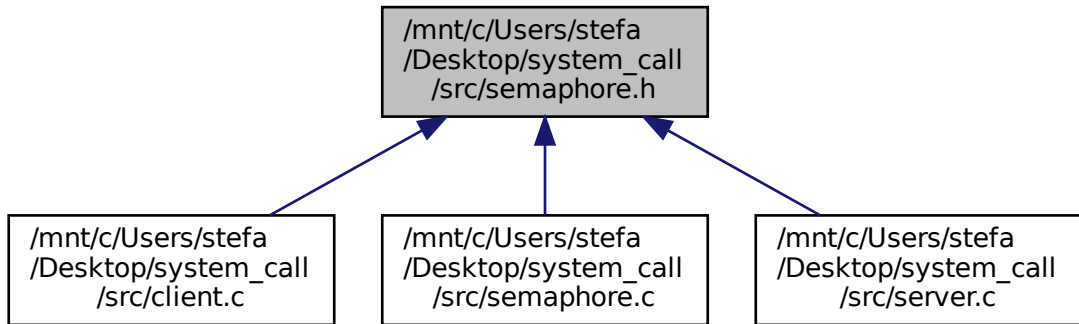 /mnt/c/Users/stefa
/Desktop/system_call
/src/semaphore.h
/mnt/c/Users/stefa
/Desktop/system_call
/src/client.c
/mnt/c/Users/stefa
/Desktop/system_call
/src/semaphore.c
/mnt/c/Users/stefa
/Desktop/system_call
/src/server.c